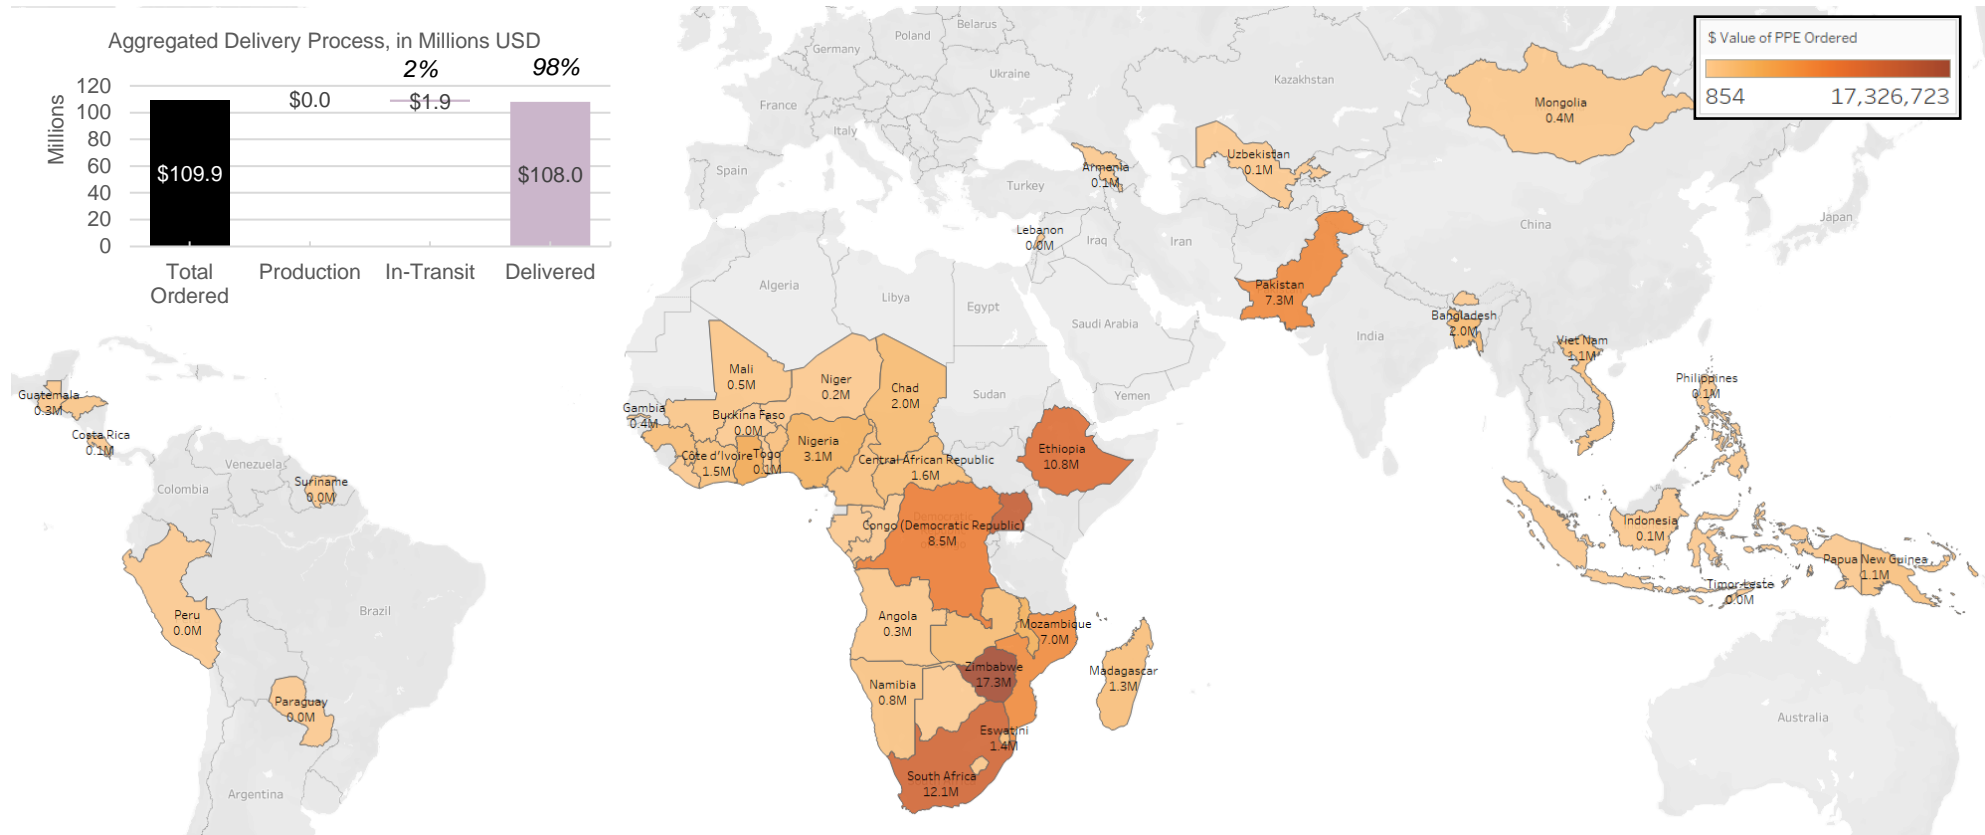 Aggregated Delivery Process, in Millions USD
2%
98%
Millions
120
100
80
60
40
20
0
$109.9
$0.0
$1.9
$108.0
Total
Ordered
Production
In-Transit
Delivered
$ Value of PPE Ordered
854
17,326,723
Belarus
Poland
Germany
Ukraine
France
Italy
Spain
Turkey
Kazakhstan
Mongolia
0.4M
Uzbekistan
0.1M
Armenia
0.1M
Lebanon
0.0M
Iraq
Iran
China
Japan
Pakistan
7.3M
Algeria
Libya
Egypt
Saudi Arabia
India
Bangladesh
2.0M
Viet Nam
1.1M
Philippines
0.1M
Mali
0.5M
Niger
0.2M
Chad
2.0M
Sudan
Yemen
Gambia
0.4M
Burkina Faso
0.0M
Nigeria
3.1M
Côte d'Ivoire
1.5M
Togo
0.1M
Central African Republic
1.6M
Ethiopia
10.8M
Guatemala
0.3M
Costa Rica
0.1M
Venezuela
Colombia
Suriname
0.0M
Democratic
Congo (Democratic Republic)
8.5M
Indonesia
0.1M
Papua New Guinea
1.1M
Timor-Leste
0.0M
Peru
0.0M
Brazil
Angola
0.3M
Mozambique
7.0M
Zimbabwe
17.3M
Madagascar
1.3M
Namibia
0.8M
Paraguay
0.0M
Eswatini
1.4M
South Africa
12.1M
Argentina
Australia